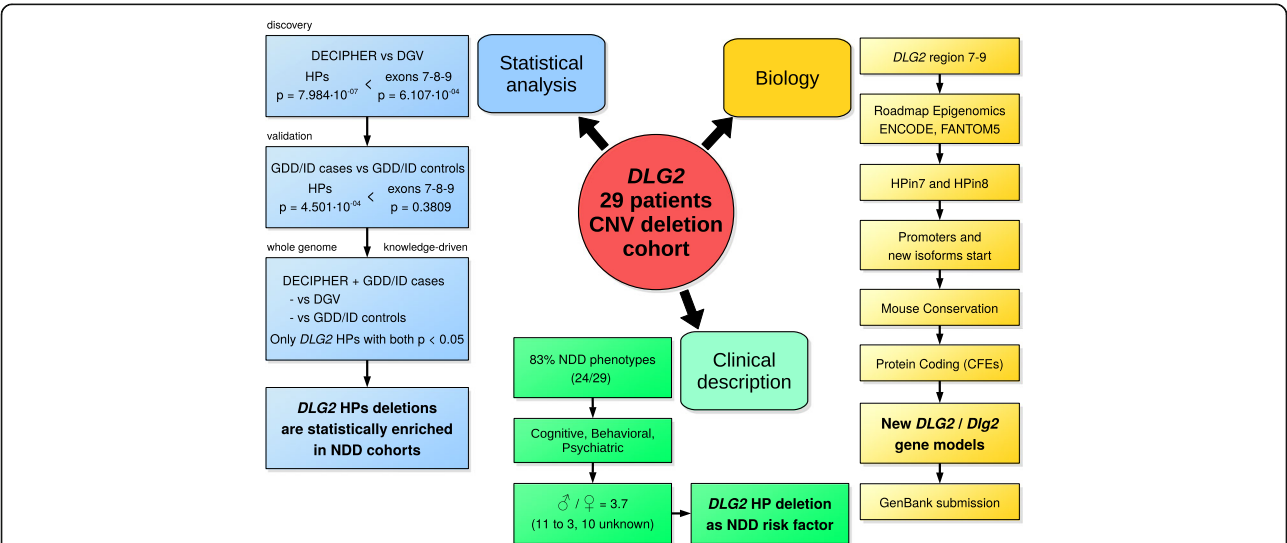 discovery
DECIPHER vs DGV
HPs < exons 7-8-9
p = 7.984·10-07 p = 6.107·10-04
validation
GDD/ID cases vs GDD/ID controls
HPs < exons 7-8-9
p = 4.501·10-04 p = 0.3809
whole genome knowledge-driven
DECIPHER + GDD/ID cases
- vs DGV
- vs GDD/ID controls
Only DLG2 HPs with both p < 0.05
DLG2 HPs deletions
are statistically enriched
in NDD cohorts
Statistical
analysis
Biology
DLG2
29 patients
CNV deletion
cohort
Clinical
description
83% NDD phenotypes
(24/29)
Cognitive, Behavioral,
Psychiatric
♂ / ♀ = 3.7
(11 to 3, 10 unknown)
DLG2 HP deletion
as NDD risk factor
DLG2 region 7-9
Roadmap Epigenomics
ENCODE, FANTOM5
HPin7 and HPin8
Promoters and
new isoforms start
Mouse Conservation
Protein Coding (CFEs)
New DLG2 / Dlg2
gene models
GenBank submission